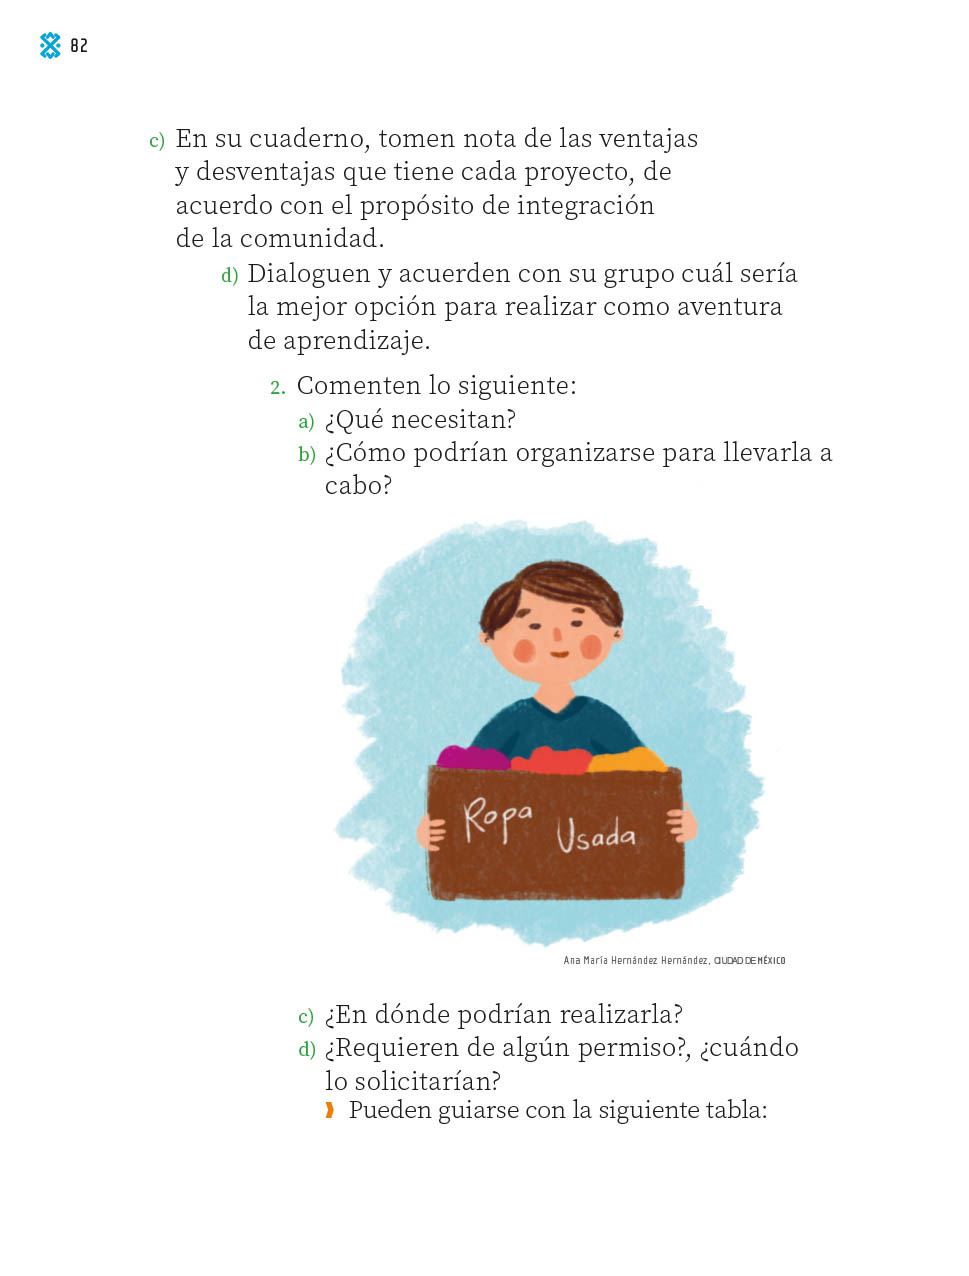 82
c) En su cuaderno, tomen nota de las ventajas
y desventajas que tiene cada proyecto, de
acuerdo con el propósito de integración
de la comunidad.
d) Dialoguen y acuerden con su grupo cuál sería
la mejor opción para realizar como aventura
de aprendizaje.
2. Comenten lo siguiente:
a) ¿Qué necesitan?
b) ¿Cómo podrían organizarse para llevarla a
cabo?
Ropa
Usada
Ana María Hernández Hernández, CIUDAD DE MÉXICO
c) ¿En dónde podrían realizarla?
d) ¿Requieren de algún permiso?, ¿cuándo
lo solicitarían?
Pueden guiarse con la siguiente tabla: